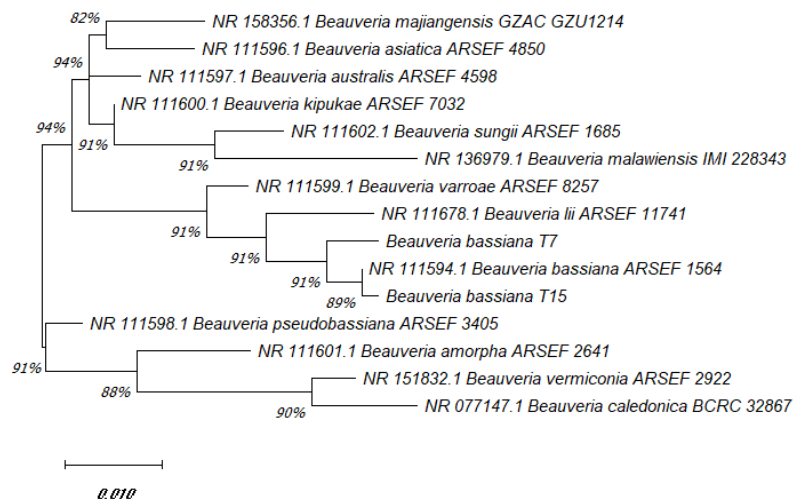 82%
NR 158356.1 Beauveria majiangensis GZAC GZU1214
NR 111596.1 Beauveria asiatica ARSEF 4850
94%
NR 111597.1 Beauveria australis ARSEF 4598
NR 111600.1 Beauveria kipukae ARSEF 7032
94%
NR 111602.1 Beauveria sungii ARSEF 1685
91%
NR 136979.1 Beauveria malawiensis IMI 228343
91%
NR 111599.1 Beauveria varroae ARSEF 8257
NR 111678.1 Beauveria lii ARSEF 11741
91%
Beauveria bassiana T7
91%
NR 111594.1 Beauveria bassiana ARSEF 1564
91%
Beauveria bassiana T15
89%
NR 111598.1 Beauveria pseudobassiana ARSEF 3405
NR 111601.1 Beauveria amorpha ARSEF 2641
91%
NR 151832.1 Beauveria vermiconia ARSEF 2922
88%
NR 077147.1 Beauveria caledonica BCRC 32867
90%
0.010